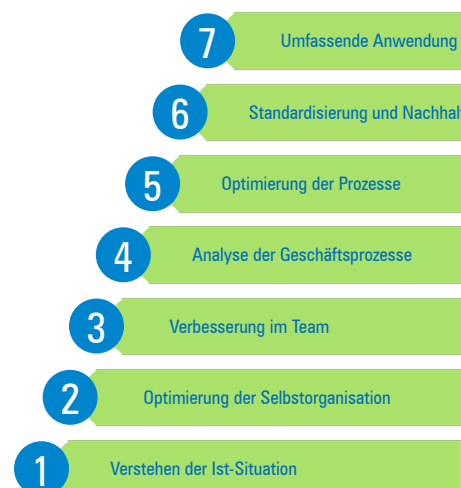 7 Umfassende Anwendung
6 Standardisierung und
5 Optimierung der Prozesse
4 Analyse der Geschäftsprozesse
3 Verbesserung im Team
2 Optimierung der Selbstorganisation
1 Verstehen der Ist-Situation